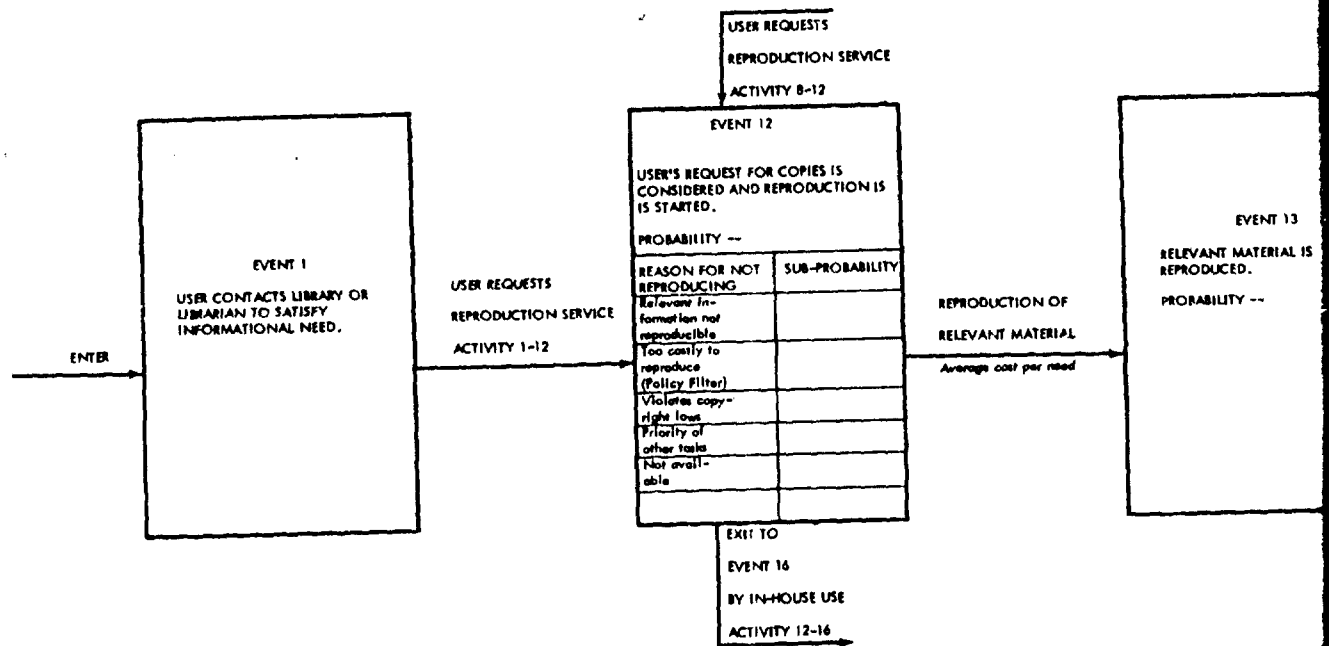 USER REQUESTS
REPRODUCTION SERVICE
ACTIVITY 8-12
ENTER
EVENT 1
USER CONTACTS LIBRARY OR
LIBRARIAN TO SATISFY
INFORMATIONAL NEED.
USER REQUESTS
REPRODUCTION SERVICE
ACTIVITY 1-12
EVENT 12
USER'S REQUEST FOR COPIES IS
CONSIDERED AND REPRODUCTION IS
IS STARTED.
PROBABILITY --
REASON FOR NOT
REPRODUCING
SUB-PROBABILITY
Relevant in-
formation not
reproducible
Too costly to
reproduce
(Policy Filter)
Violates copy-
right laws
Priority of
other tasks
Not avail-
able
EXIT TO
EVENT 16
BY IN-HOUSE USE
ACTIVITY 12-16
REPRODUCTION OF
RELEVANT MATERIAL
Average cost per need
EVENT 13
RELEVANT MATERIAL IS
REPRODUCED.
PROBABILITY --